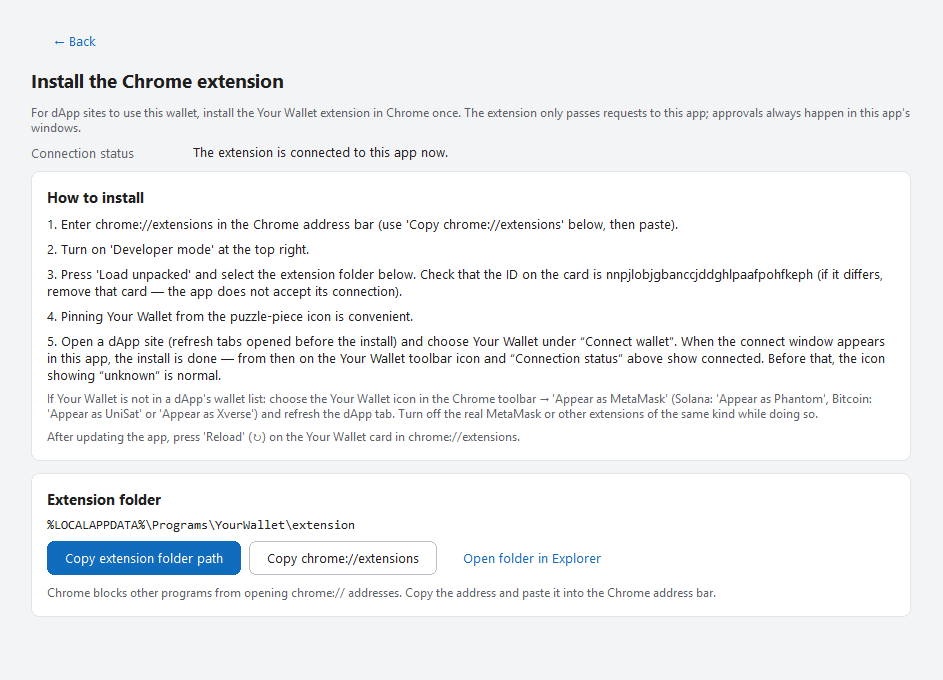 ← Back
Install the Chrome extension
For dApp sites to use this wallet, install the Your Wallet extension in Chrome once. The extension only passes requests to this app; approvals always happen in this app's
windows.
Connection status The extension is connected to this app now.
How to install
1. Enter chrome://extensions in the Chrome address bar (use 'Copy chrome://extensions' below, then paste).
2. Turn on 'Developer mode' at the top right.
3. Press 'Load unpacked' and select the extension folder below. Check that the ID on the card is nnpjlobjgbanccjddghlpaafpohfkeph (if it differs,
remove that card — the app does not accept its connection).
4. Pinning Your Wallet from the puzzle-piece icon is convenient.
5. Open a dApp site (refresh tabs opened before the install) and choose Your Wallet under “Connect wallet”. When the connect window appears
in this app, the install is done — from then on the Your Wallet toolbar icon and “Connection status” above show connected. Before that, the icon
showing “unknown” is normal.
If Your Wallet is not in a dApp's wallet list: choose the Your Wallet icon in the Chrome toolbar → 'Appear as MetaMask' (Solana: 'Appear as Phantom', Bitcoin:
'Appear as UniSat' or 'Appear as Xverse') and refresh the dApp tab. Turn off the real MetaMask or other extensions of the same kind while doing so.
After updating the app, press 'Reload' (↻) on the Your Wallet card in chrome://extensions.
Extension folder
%LOCALAPPDATA%\Programs\YourWallet\extension
Copy extension folder path Copy chrome://extensions Open folder in Explorer
Chrome blocks other programs from opening chrome:// addresses. Copy the address and paste it into the Chrome address bar.